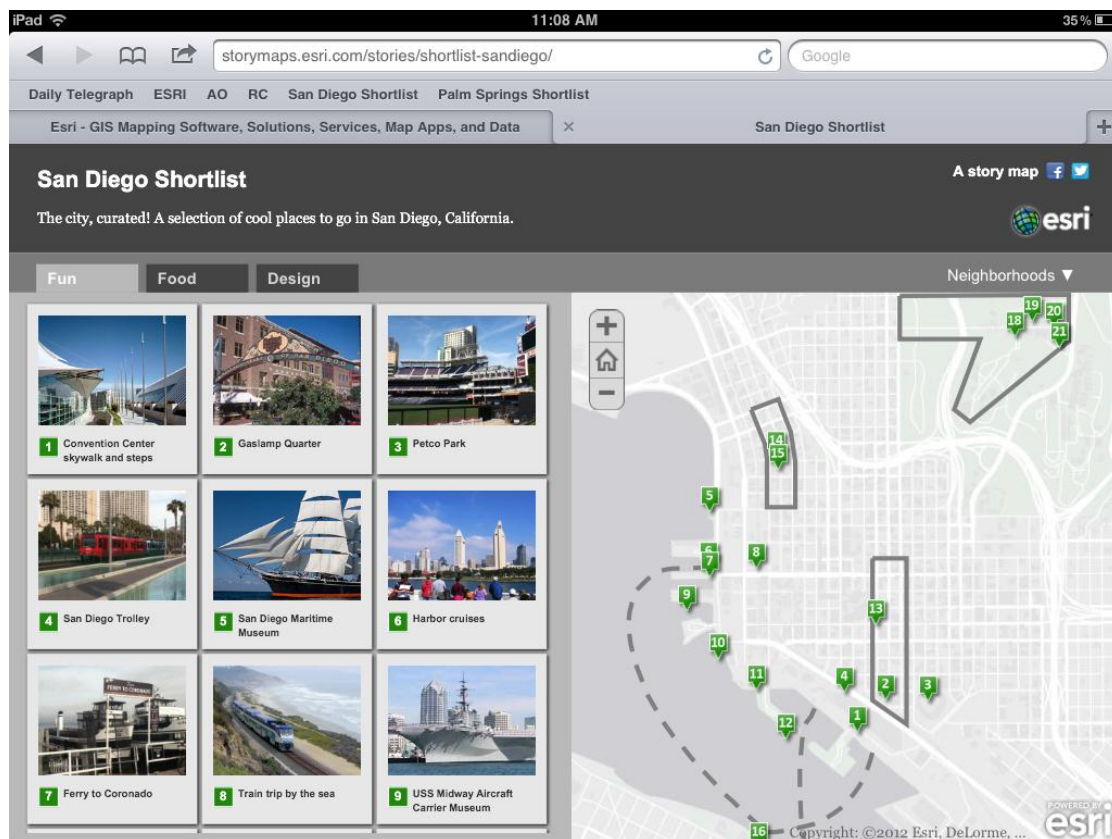 iPad
11:08 AM
35%
storymaps.esri.com/stories/shortlist-sandiego/
Google
Daily Telegraph ESRI AO RC San Diego Shortlist Palm Springs Shortlist
Esri - GIS Mapping Software, Solutions, Services, Map Apps, and Data
San Diego Shortlist
San Diego Shortlist
A story map
The city, curated! A selection of cool places to go in San Diego, California.
esri
Fun Food Design
Neighborhoods ▼
1 Convention Center
skywalk and steps
2 Gaslamp Quarter
3 Petco Park
4 San Diego Trolley
5 San Diego Maritime
Museum
6 Harbor cruises
FERRY TO CORONADO
7 Ferry to Coronado
8 Train trip by the sea
9 USS Midway Aircraft
Carrier Museum
19
18
20
21
14
15
5
6
7
8
9
13
10
11
4
2
3
12
1
16
POWERED BY
esri
Copyright: ©2012 Esri, DeLorme, ...